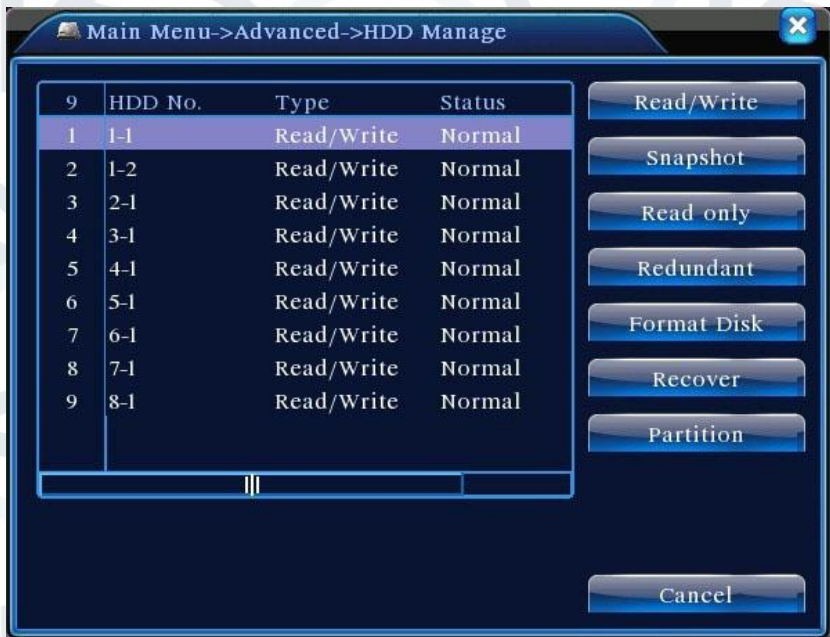 Main Menu->Advanced->HDD Manage
9 HDD No. Type Status
1 1-1 Read/Write Normal
2 1-2 Read/Write Normal
3 2-1 Read/Write Normal
4 3-1 Read/Write Normal
5 4-1 Read/Write Normal
6 5-1 Read/Write Normal
7 6-1 Read/Write Normal
8 7-1 Read/Write Normal
9 8-1 Read/Write Normal
Read/Write
Snapshot
Read only
Redundant
Format Disk
Recover
Partition
Cancel